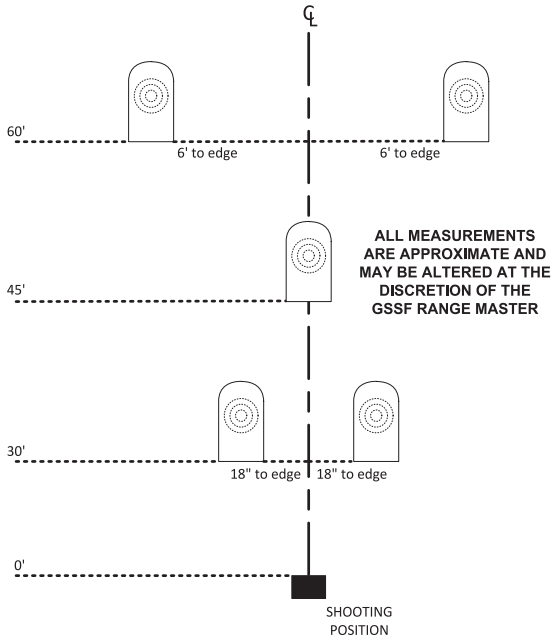 ℄
60'
6' to edge
6' to edge
ALL MEASUREMENTS
ARE APPROXIMATE AND
MAY BE ALTERED AT THE
DISCRETION OF THE
GSSF RANGE MASTER
45'
30'
18" to edge
18" to edge
0'
SHOOTING
POSITION